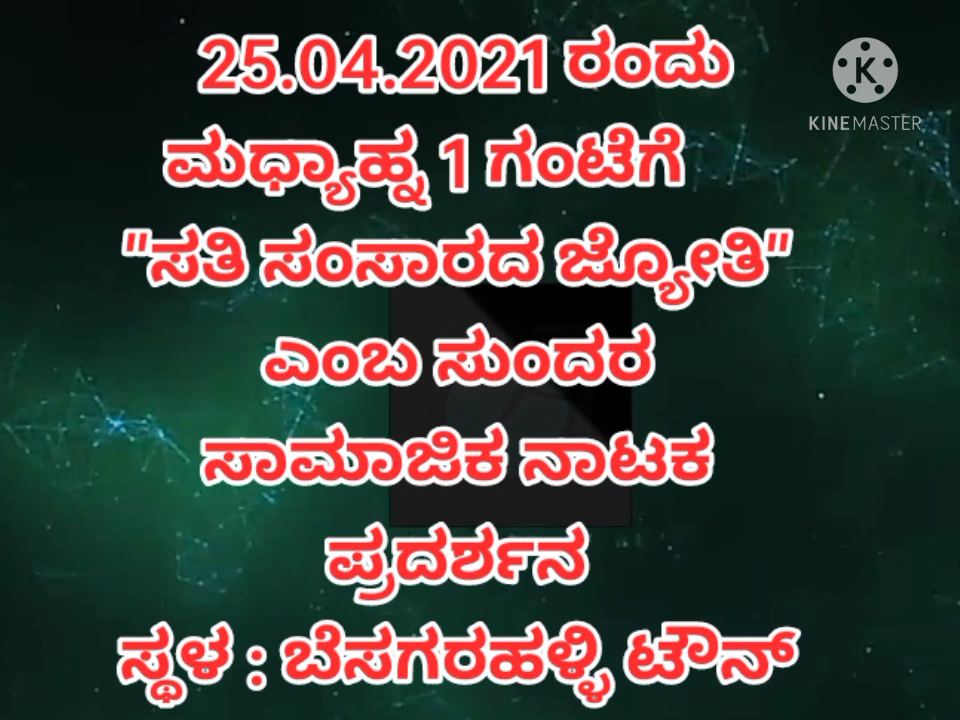 25.04.2021 ರಂದು
ಮಧ್ಯಾಹ್ನ 1 ಗಂಟೆಗೆ
"ಸತಿ ಸಂಸಾರದ ಜ್ಯೋತಿ"
ಎಂಬ ಸುಂದರ
ಸಾಮಾಜಿಕ ನಾಟಕ
ಪ್ರದರ್ಶನ
ಸ್ಥಳ : ಬೆಸಗರಹಳ್ಳಿ ಟೌನ್
K
KINEMASTER